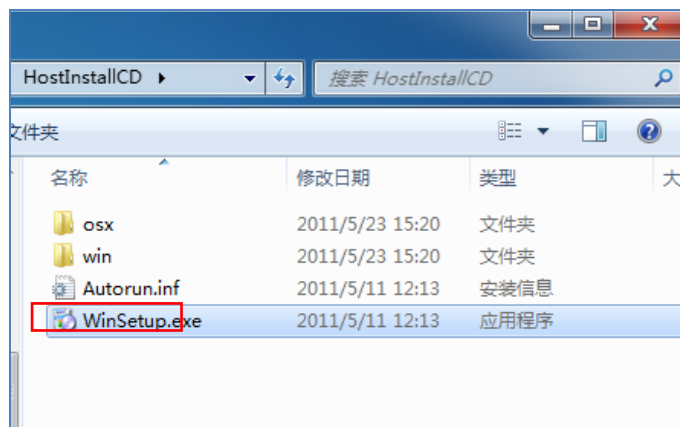 HostInstallCD
搜索 HostInstallCD
文件夹
名称 修改日期 类型 大
osx 2011/5/23 15:20 文件夹
win 2011/5/23 15:20 文件夹
Autorun.inf 2011/5/11 12:13 安装信息
WinSetup.exe 2011/5/11 12:13 应用程序